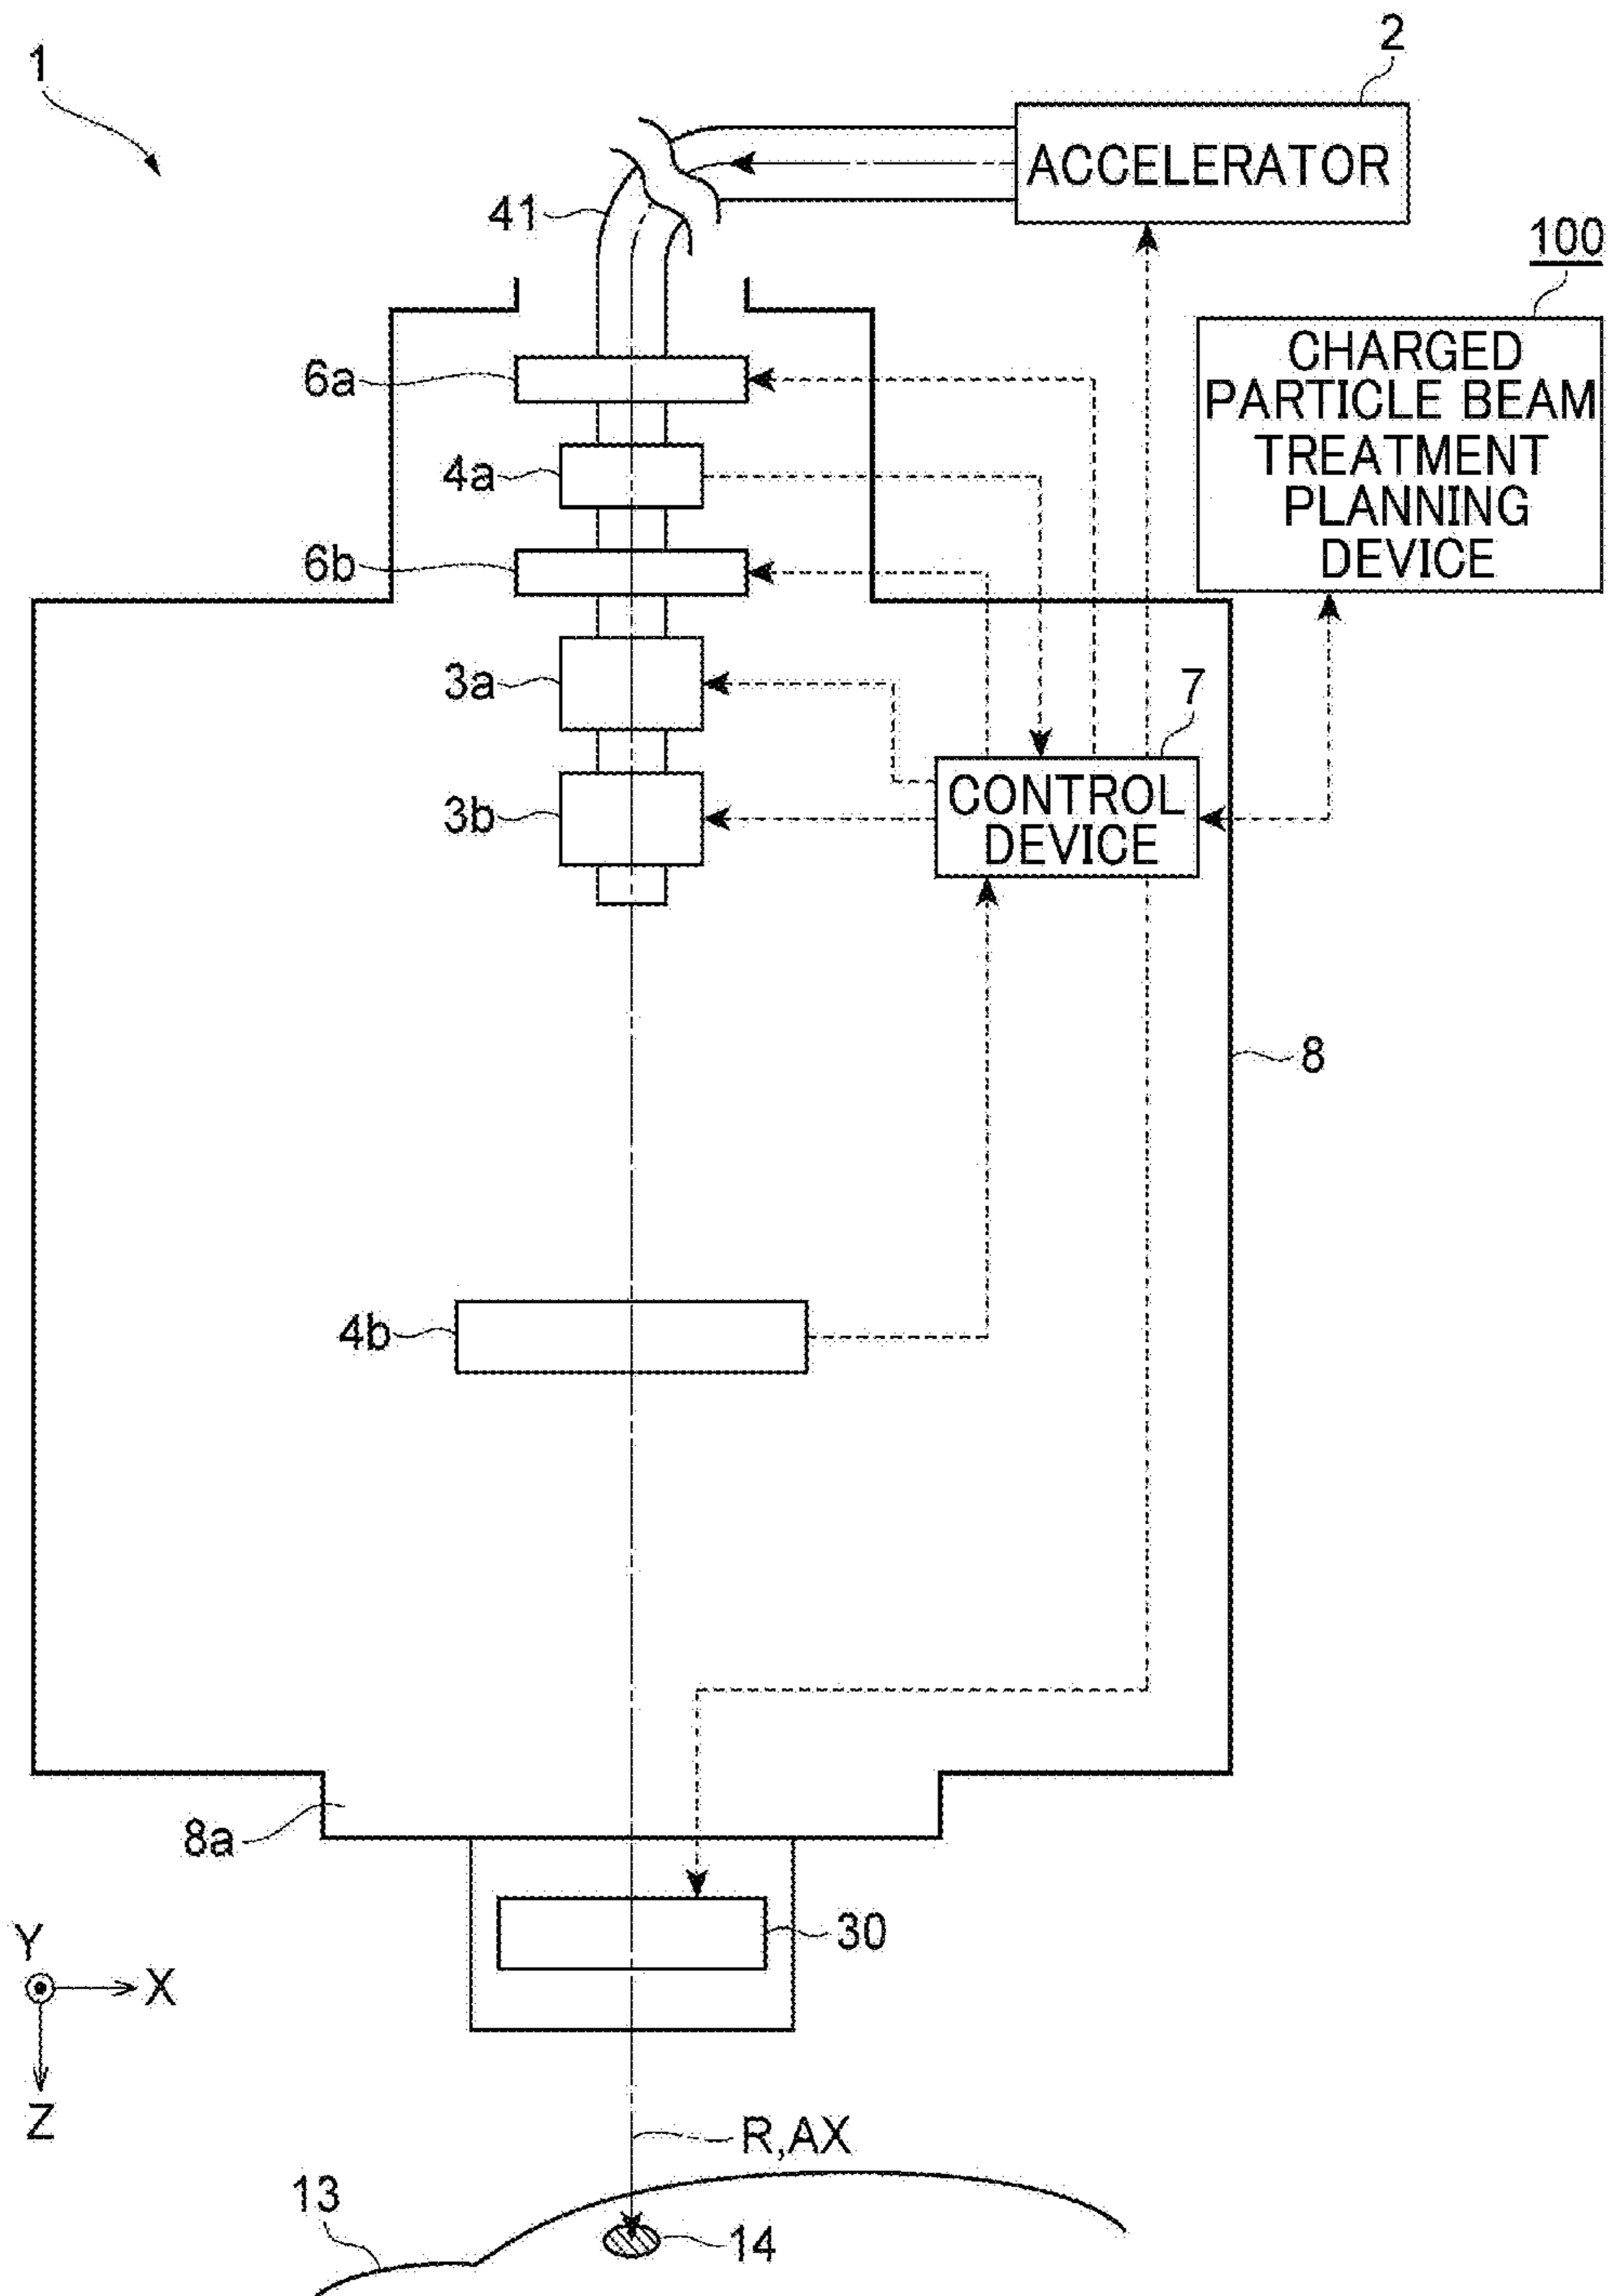 1
2
ACCELERATOR
41
100
CHARGED
PARTICLE BEAM
TREATMENT
PLANNING
DEVICE
6a
4a
6b
3a
7
3b
CONTROL
DEVICE
8
4b
8a
30
Y
X
Z
R,AX
13
14